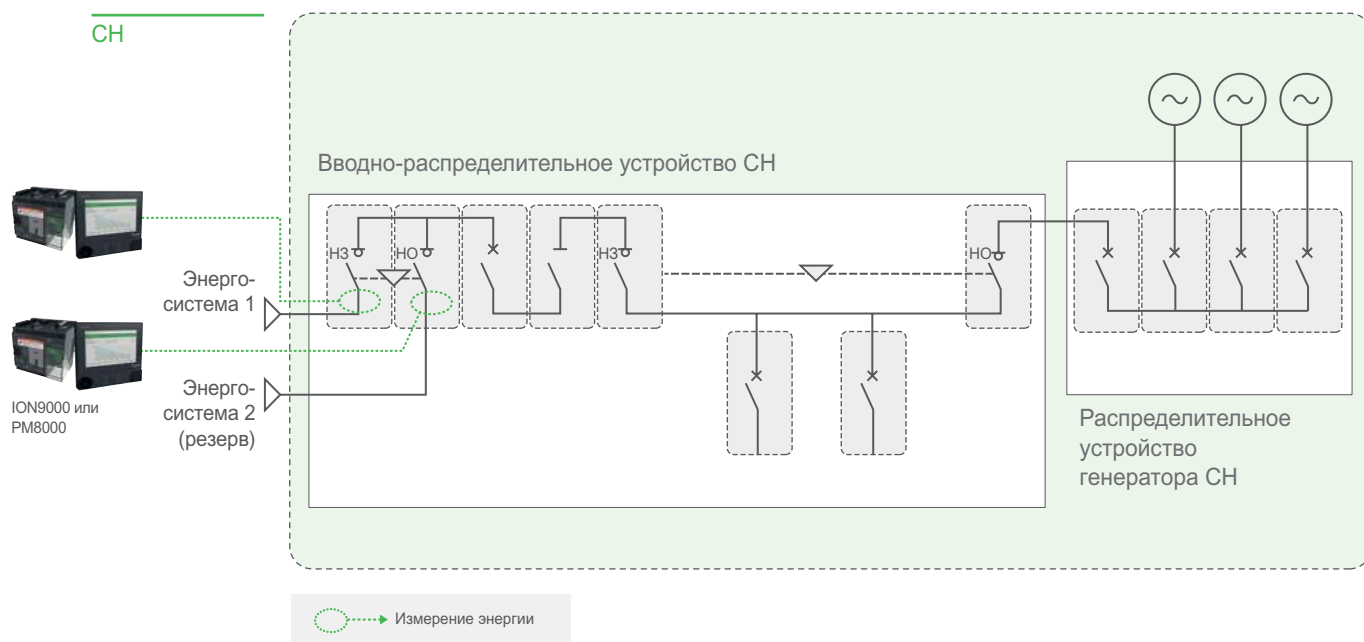 СН
Вводно-распределительное устройство СН
НЗ
НО
НЗ
НО
Энерго-
система 1
Энерго-
система 2
(резерв)
ION9000 или
PM8000
Распределительное
устройство
генератора СН
Измерение энергии